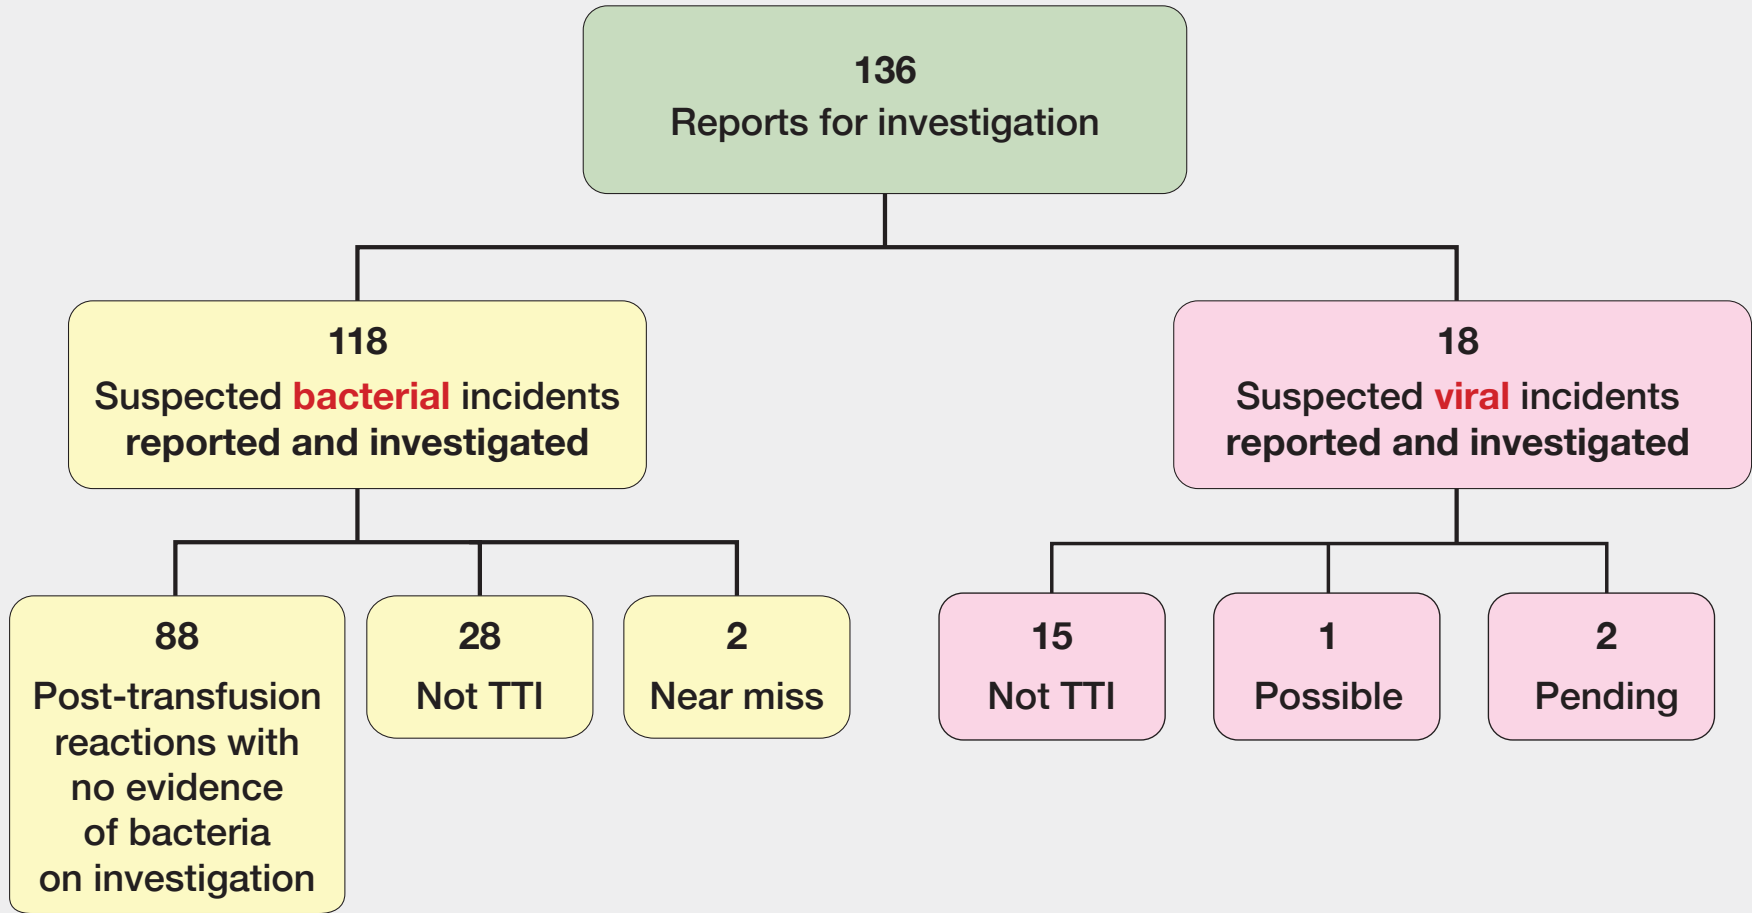 136
Reports for investigation
118
Suspected bacterial incidents
reported and investigated
18
Suspected viral incidents
reported and investigated
88
Post-transfusion
reactions with
no evidence
of bacteria
on investigation
28
Not TTI
2
Near miss
15
Not TTI
1
Possible
2
Pending